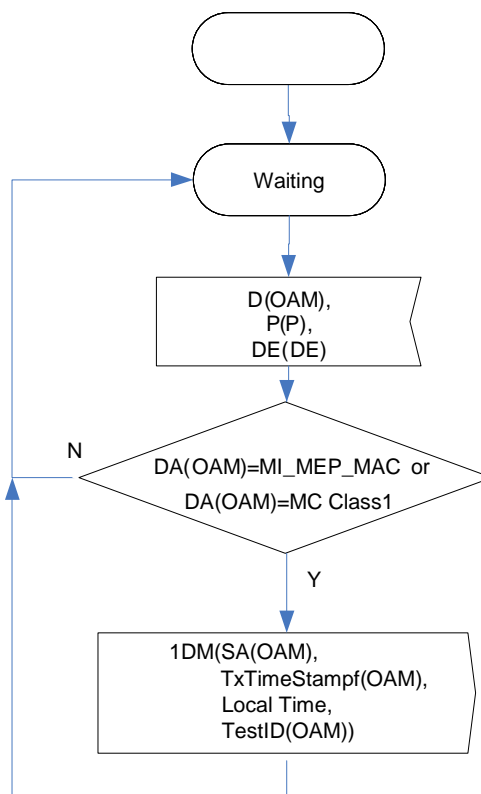 Waiting
D(OAM),
P(P),
DE(DE)
N
DA(OAM)=MI_MEP_MAC or
DA(OAM)=MC Class1
Y
1DM(SA(OAM),
TxTimeStampf(OAM),
Local Time,
TestID(OAM))